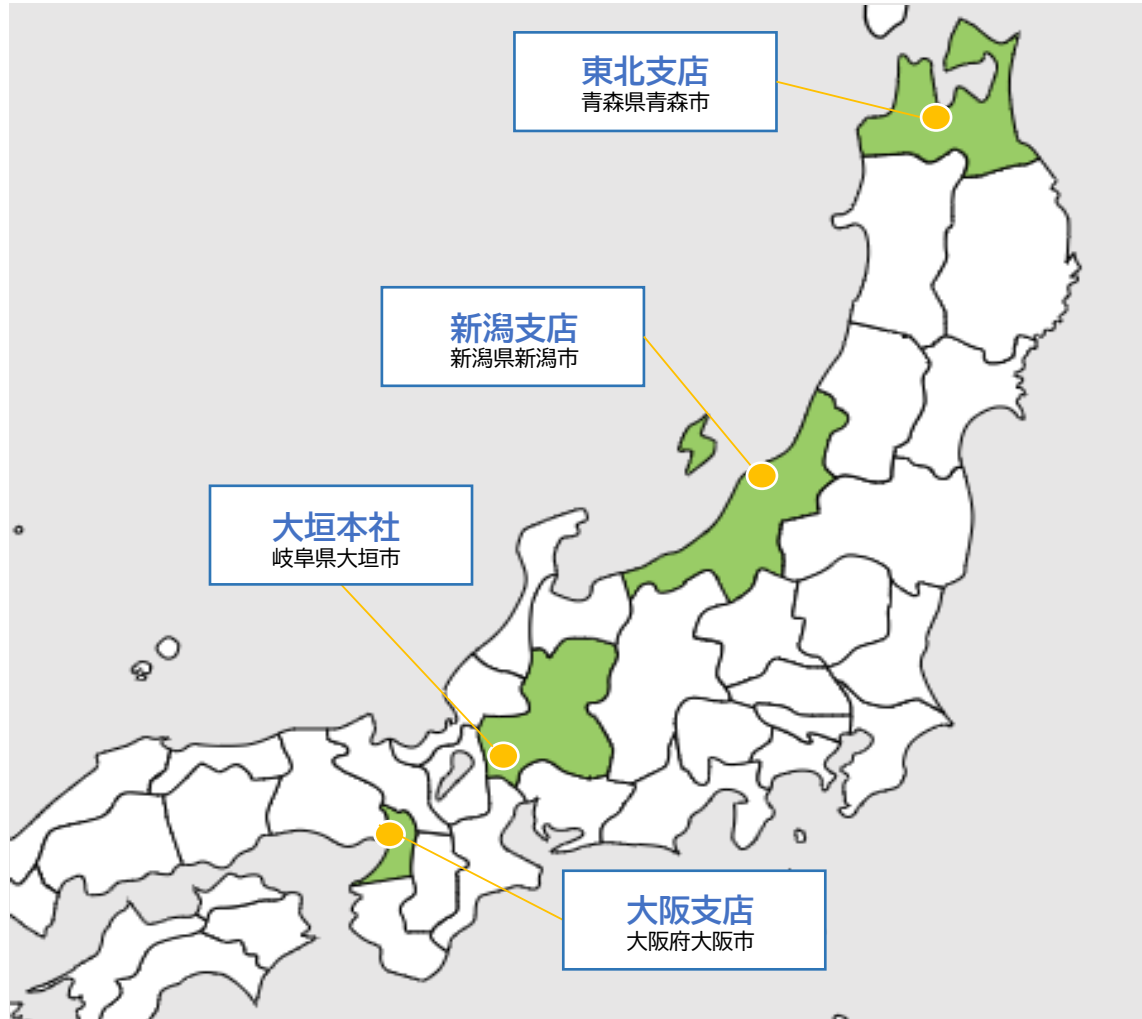 東北支店
青森県青森市
新潟支店
新潟県新潟市
大垣本社
岐阜県大垣市
大阪支店
大阪府大阪市